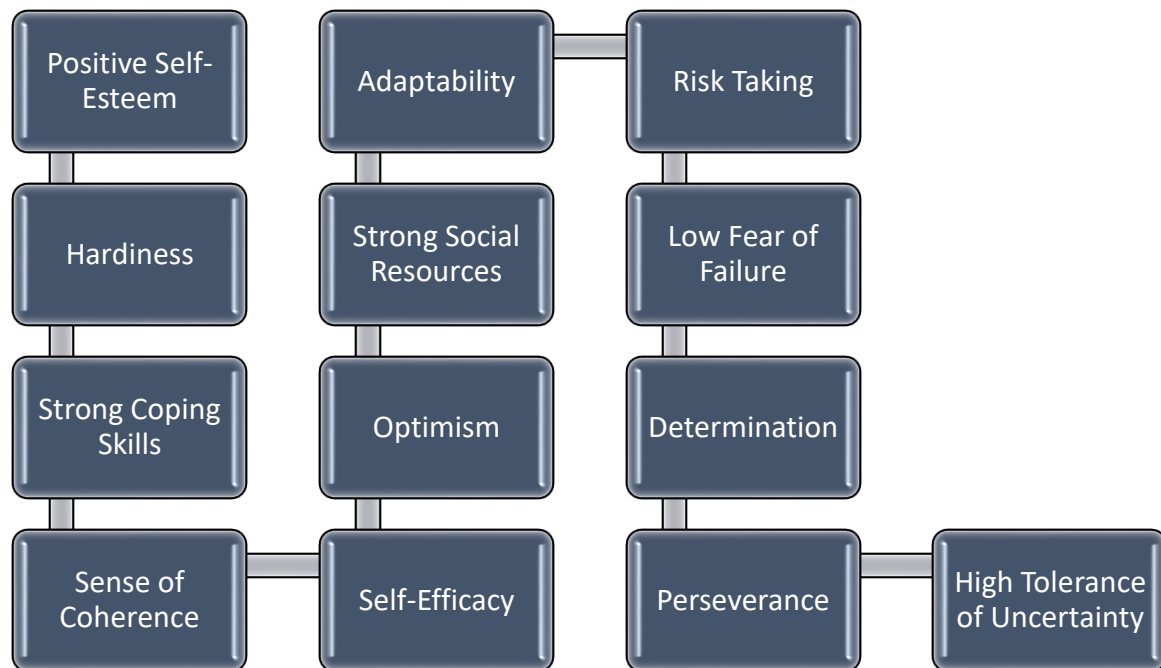 Positive Self-
Esteem
Hardiness
Strong Coping
Skills
Sense of
Coherence
Self-Efficacy
Optimism
Strong Social
Resources
Adaptability
Risk Taking
Low Fear of
Failure
Determination
Perseverance
High Tolerance
of Uncertainty